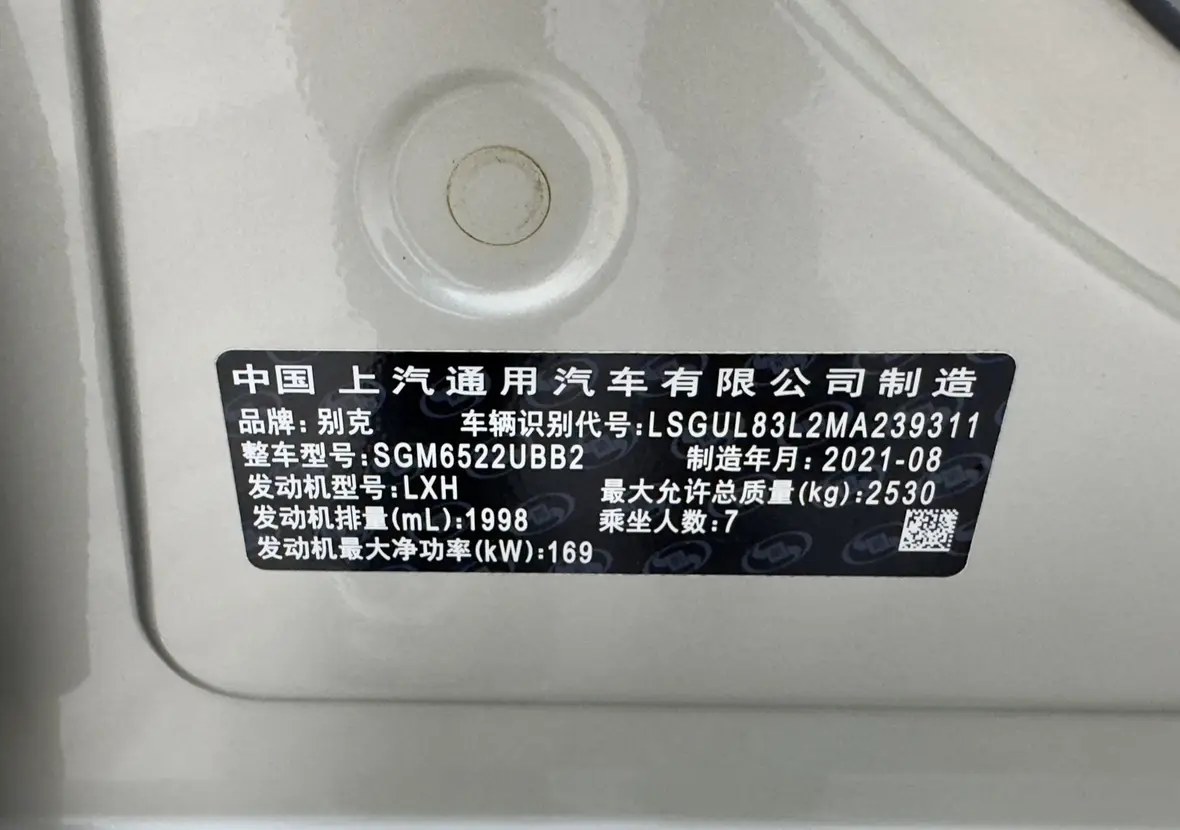 中国 上汽通用汽车有限公司制造
品牌:别克 车辆识别代号:LSGUL83L2MA239311
整车型号:SGM6522UBB2 制造年月:2021-08
发动机型号:LXH 最大允许总质量(kg):2530
发动机排量(mL):1998 乘坐人数:7
发动机最大净功率(kW):169